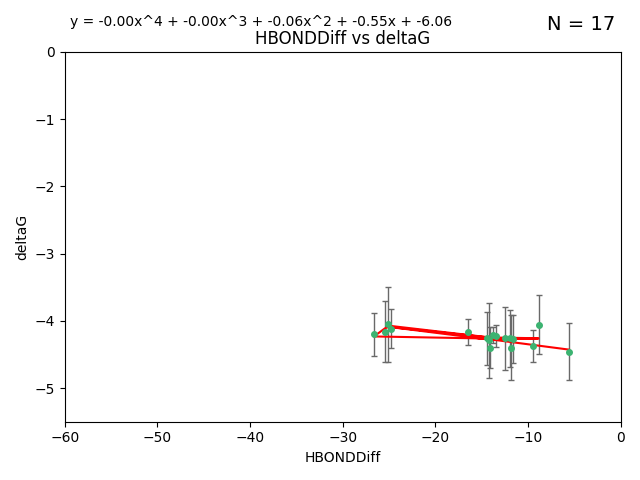 y = -0.00x^4 + -0.00x^3 + -0.06x^2 + -0.55x + -6.06
N = 17
HBONDDiff vs deltaG
deltaG
0
−1
−2
−3
−4
−5
−60 −50 −40 −30 −20 −10 0
HBONDDiff